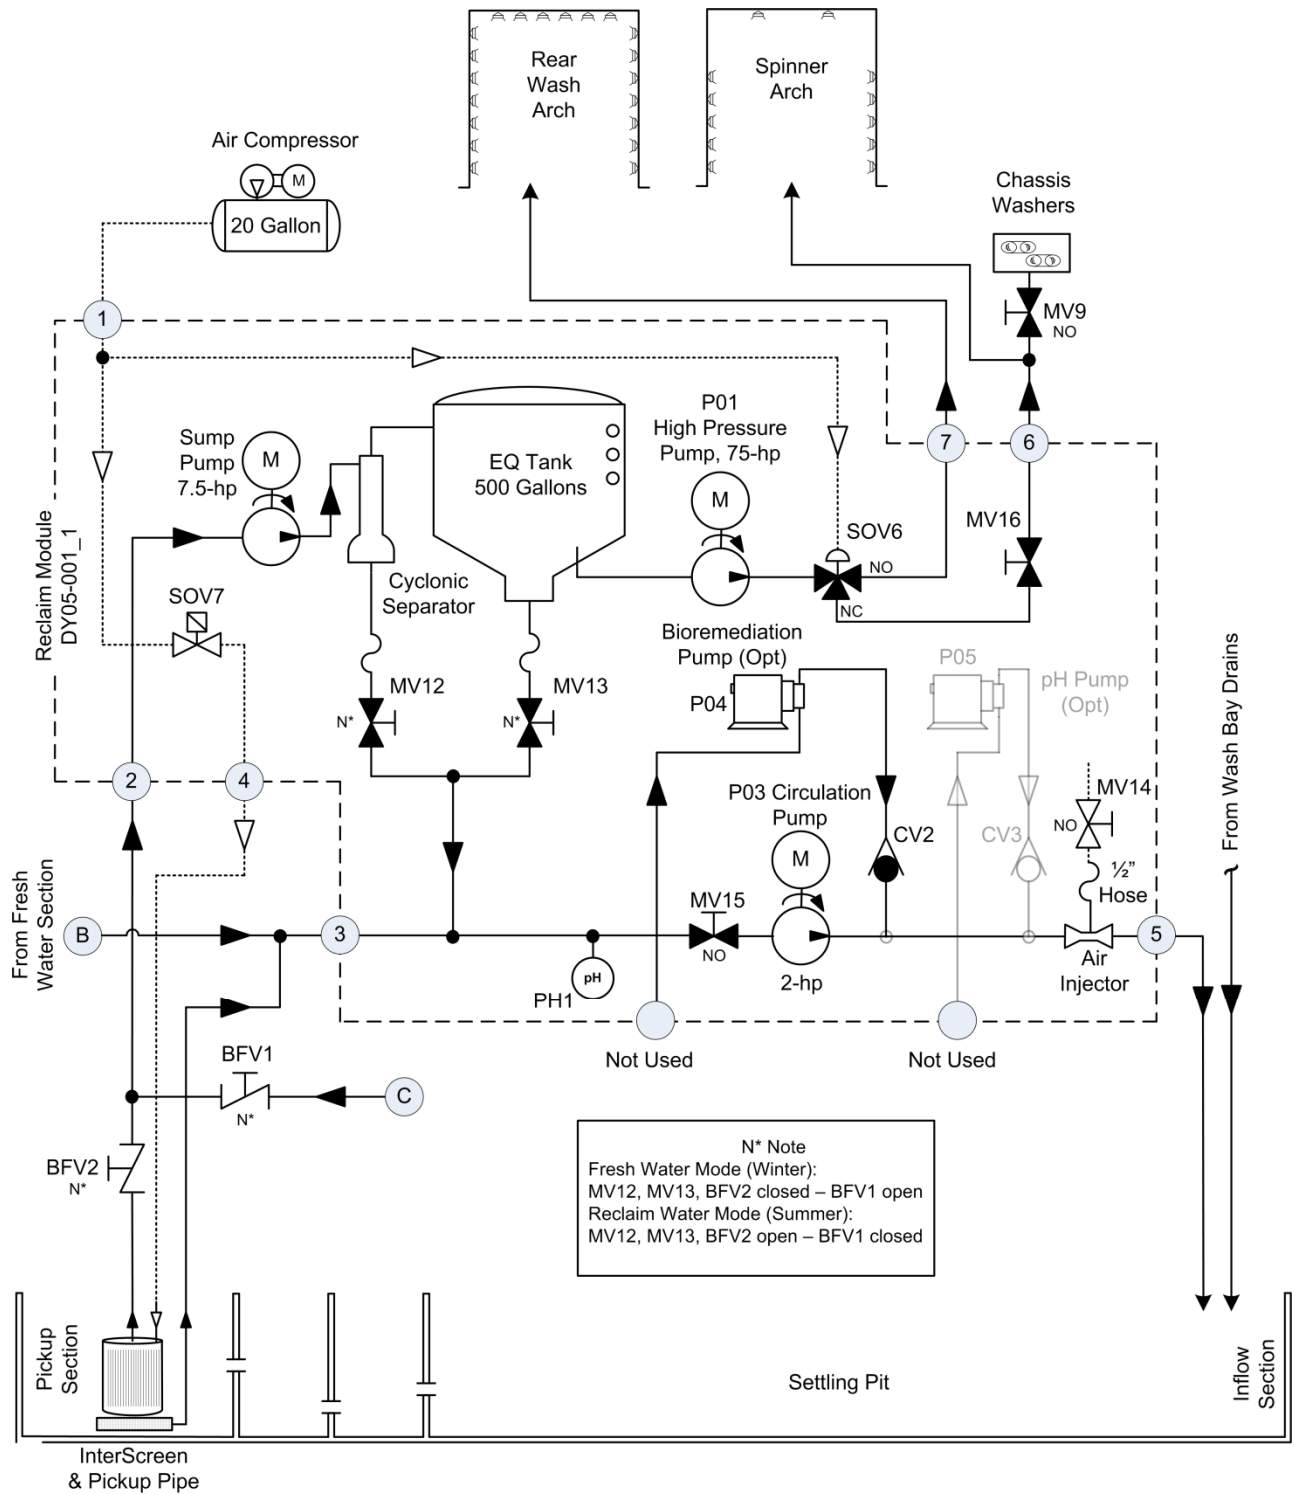 Rear
Wash
Arch
Spinner
Arch
Air Compressor
M
20 Gallon
Chassis
Washers
MV9
NO
1
P01
High Pressure
Pump, 75-hp
M
7
6
Sump
Pump
7.5-hp
M
EQ Tank
500 Gallons
MV16
SOV6
NO
NC
Cyclonic
Separator
Reclaim Module
DY05-001_1
SOV7
Bioremediation
Pump (Opt)
P04
P05
pH Pump
(Opt)
MV12
N*
MV13
N*
From Wash Bay Drains
2
4
P03 Circulation
Pump
M
CV2
CV3
MV14
NO
½”
Hose
From Fresh
Water Section
B
3
MV15
NO
2-hp
pH
PH1
Air
Injector
5
Not Used
Not Used
BFV1
N*
C
BFV2
N*
N* Note
Fresh Water Mode (Winter):
MV12, MV13, BFV2 closed – BFV1 open
Reclaim Water Mode (Summer):
MV12, MV13, BFV2 open – BFV1 closed
Pickup
Section
Settling Pit
Inflow
Section
InterScreen
& Pickup Pipe